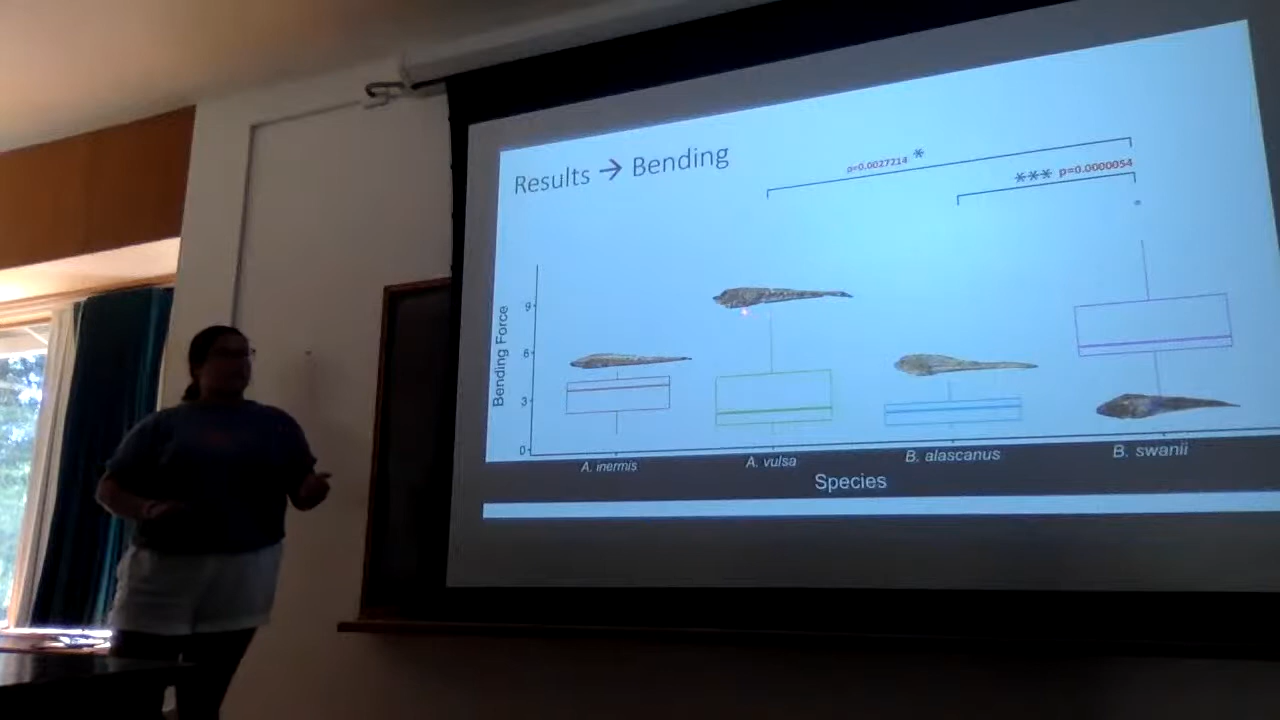 Results → Bending
p=0.0027214 *
*** p=0.0000054
Bending Force
9
6
3
0
A. inermis
A. vulsa
B. alascanus
B. swanii
Species